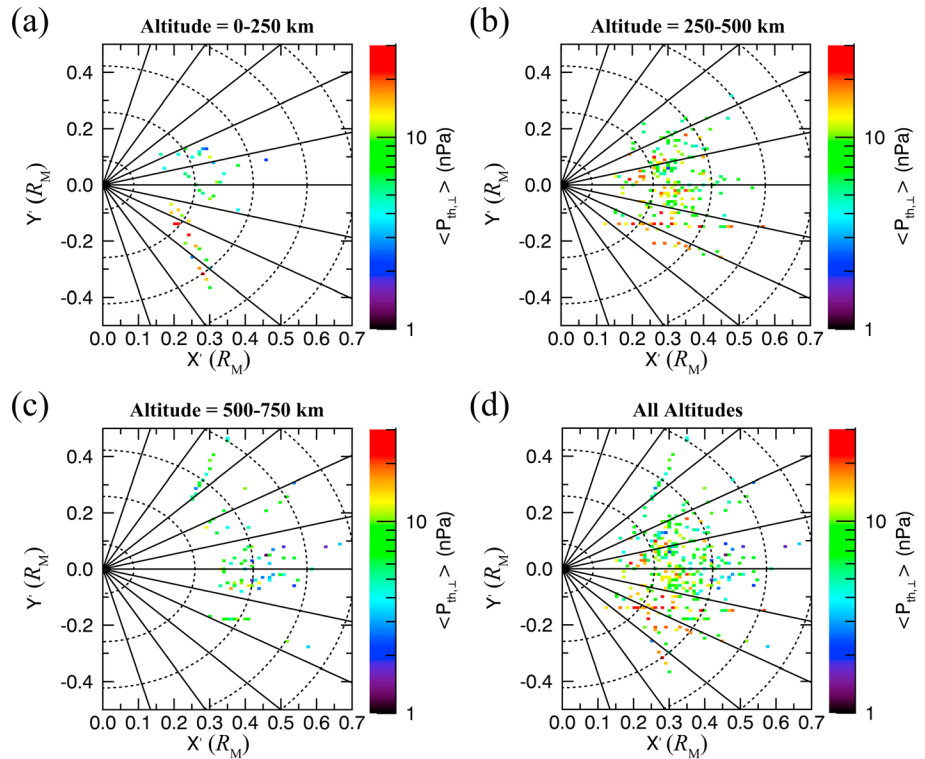 (a)
Altitude = 0-250 km
0.4
0.2
0.0
-0.2
-0.4
Y' (R_M)
0.0 0.1 0.2 0.3 0.4 0.5 0.6 0.7
X' (R_M)
10
1
<P_th,⊥> (nPa)
(b)
Altitude = 250-500 km
0.4
0.2
0.0
-0.2
-0.4
Y' (R_M)
0.0 0.1 0.2 0.3 0.4 0.5 0.6 0.7
X' (R_M)
10
1
<P_th,⊥> (nPa)
(c)
Altitude = 500-750 km
0.4
0.2
0.0
-0.2
-0.4
Y' (R_M)
0.0 0.1 0.2 0.3 0.4 0.5 0.6 0.7
X' (R_M)
10
1
<P_th,⊥> (nPa)
(d)
All Altitudes
0.4
0.2
0.0
-0.2
-0.4
Y' (R_M)
0.0 0.1 0.2 0.3 0.4 0.5 0.6 0.7
X' (R_M)
10
1
<P_th,⊥> (nPa)